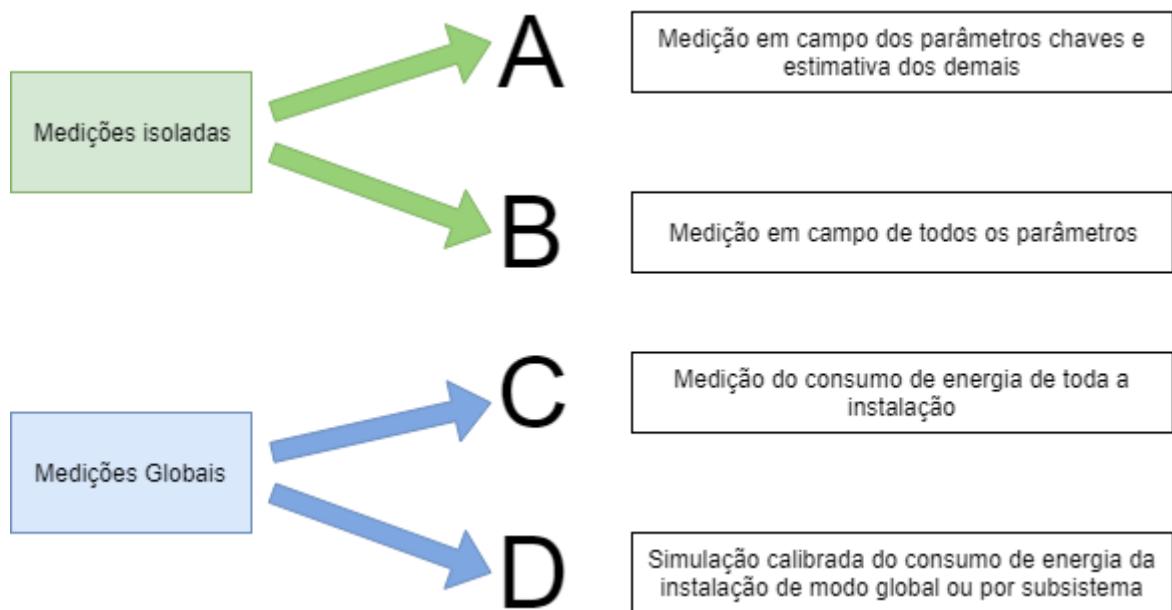 A
Medição em campo dos parâmetros chaves e
estimativa dos demais
Medições isoladas
B
Medição em campo de todos os parâmetros
C
Medição do consumo de energia de toda a
instalação
Medições Globais
D
Simulação calibrada do consumo de energia da
instalação de modo global ou por subsistema